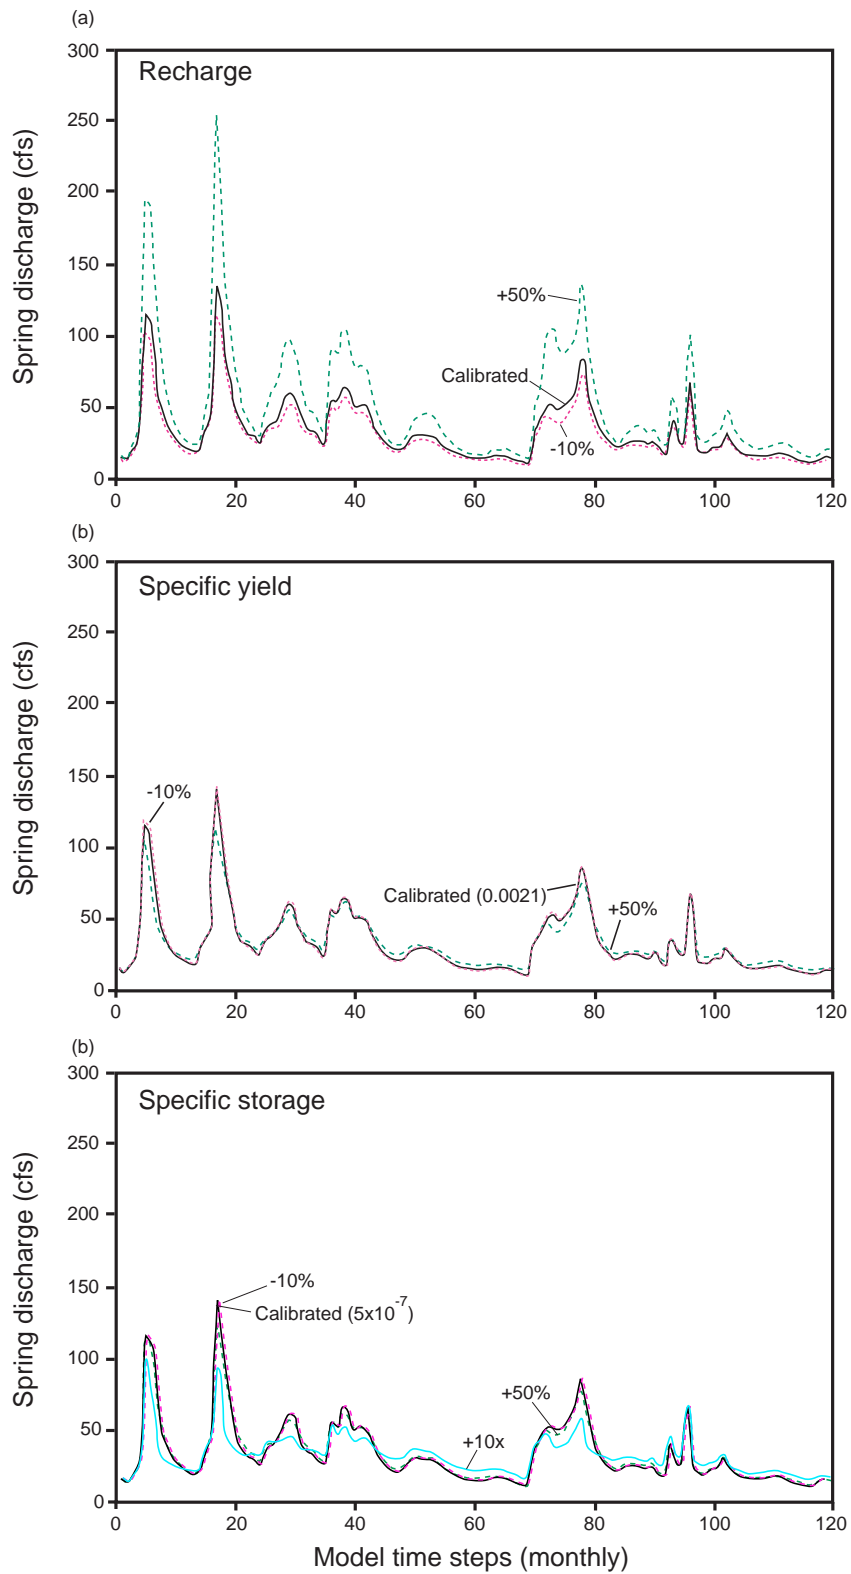 (a)
300
Recharge
250
200
150
100
50
0
Spring discharge (cfs)
+50%
Calibrated
-10%
0 20 40 60 80 100 120
(b)
300
Specific yield
250
200
150
100
50
0
Spring discharge (cfs)
-10%
Calibrated (0.0021)
+50%
0 20 40 60 80 100 120
(b)
300
Specific storage
250
200
150
100
50
0
Spring discharge (cfs)
-10%
Calibrated (5x10⁻⁷)
+50%
+10x
0 20 40 60 80 100 120
Model time steps (monthly)